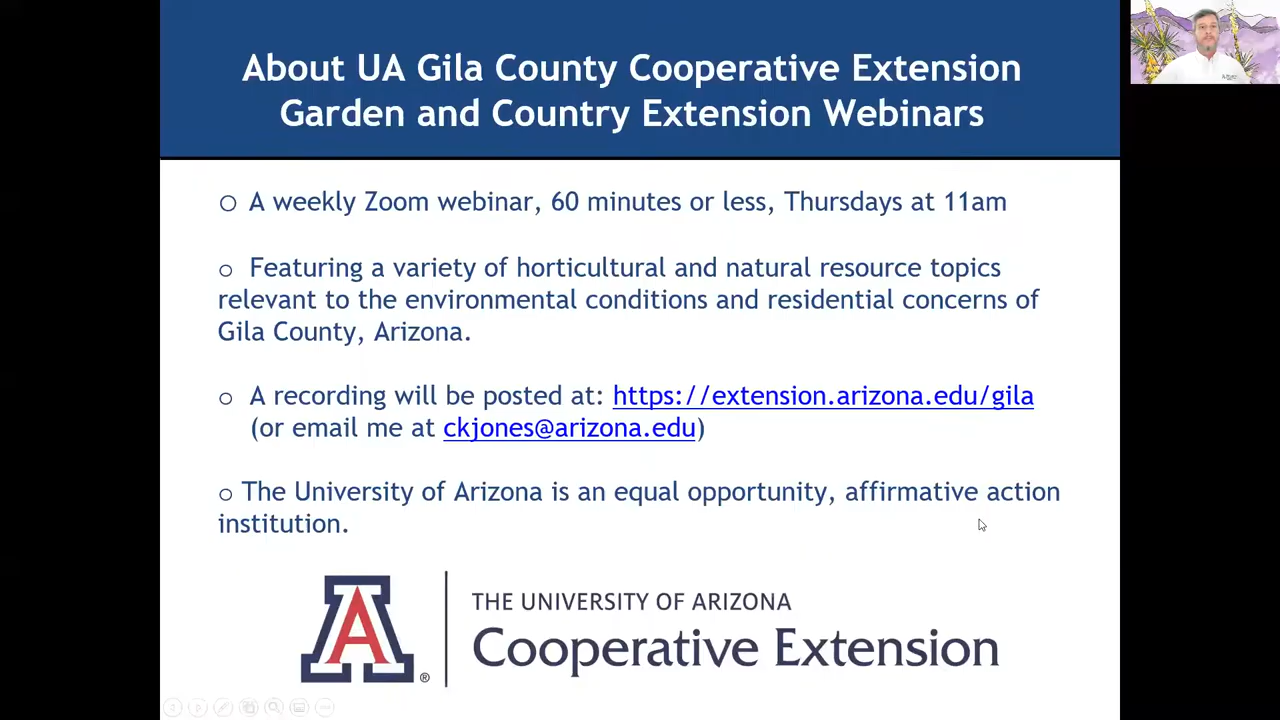 About UA Gila County Cooperative Extension
Garden and Country Extension Webinars
o A weekly Zoom webinar, 60 minutes or less, Thursdays at 11am
o Featuring a variety of horticultural and natural resource topics
relevant to the environmental conditions and residential concerns of
Gila County, Arizona.
o A recording will be posted at: https://extension.arizona.edu/gila
(or email me at ckjones@arizona.edu)
o The University of Arizona is an equal opportunity, affirmative action
institution.
A ®
THE UNIVERSITY OF ARIZONA
Cooperative Extension